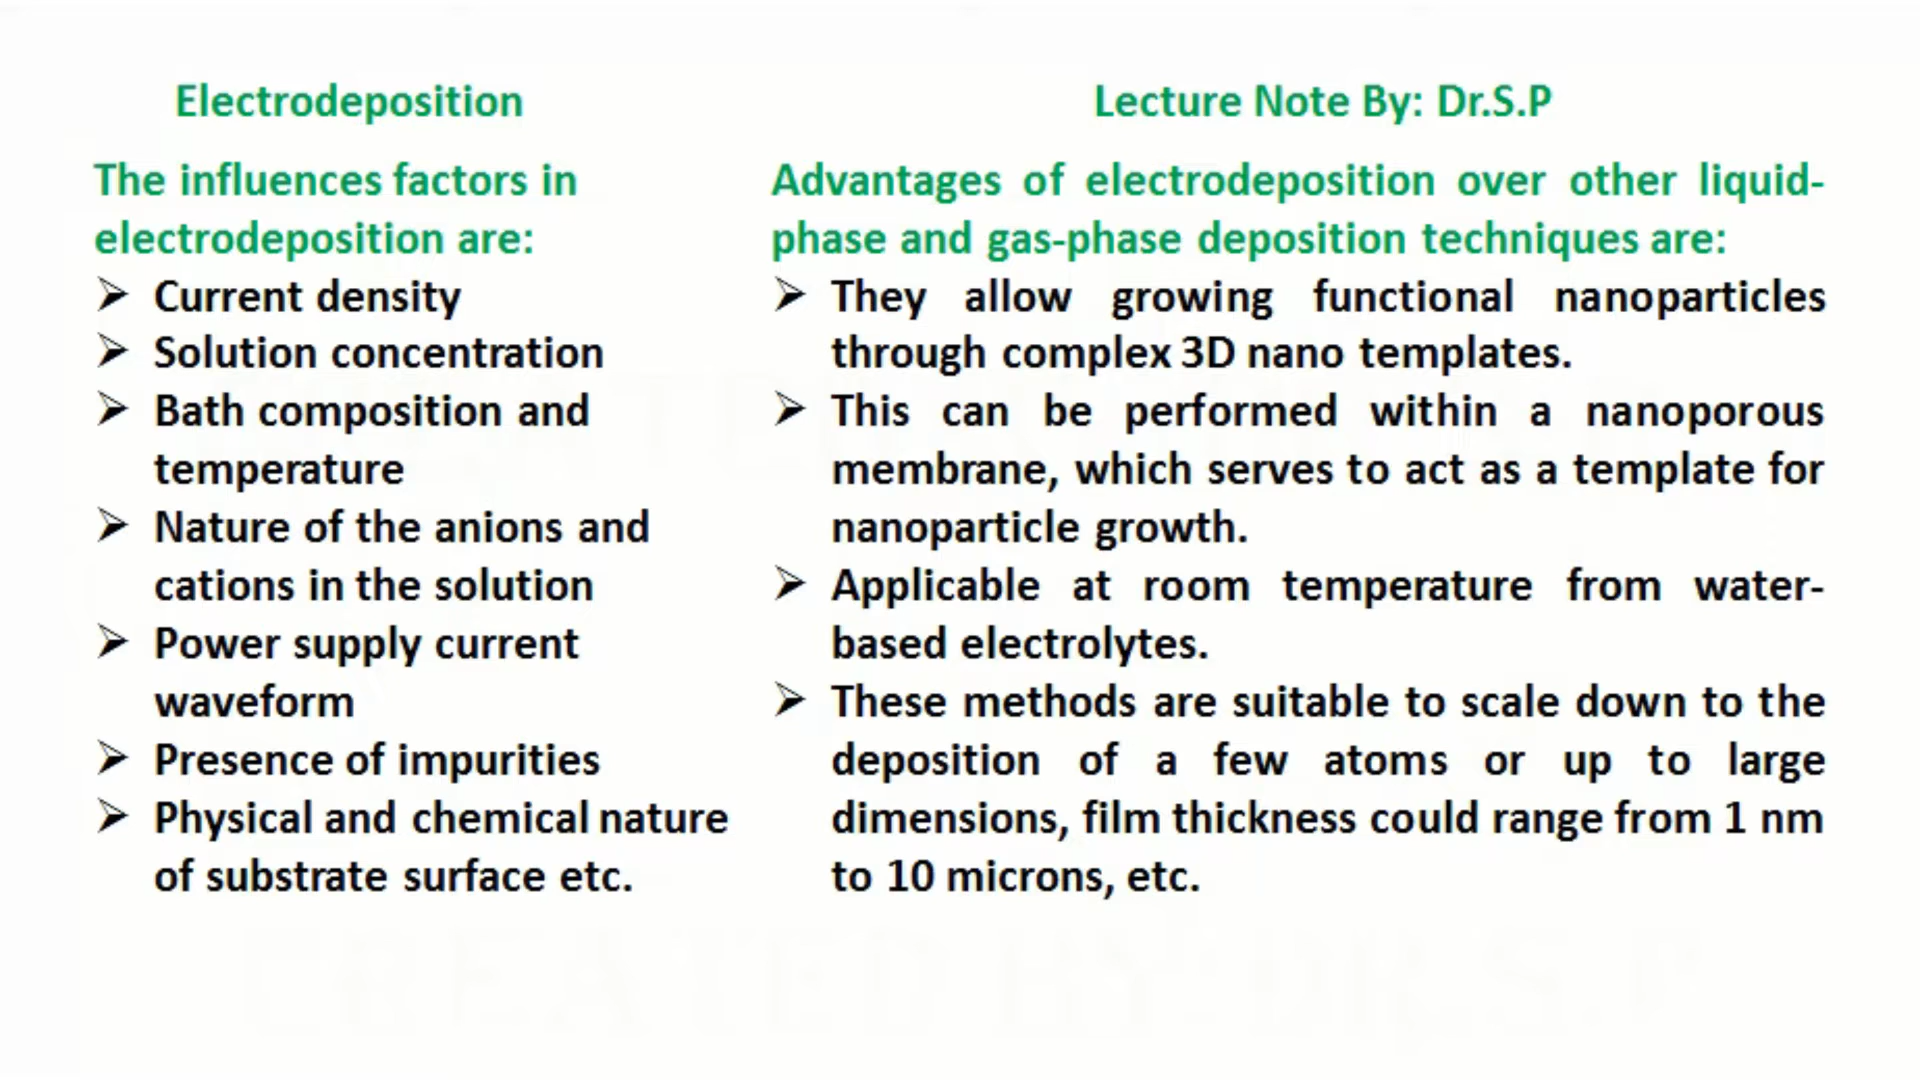 Electrodeposition
Lecture Note By: Dr.S.P
The influences factors in
electrodeposition are:
➢ Current density
➢ Solution concentration
➢ Bath composition and
temperature
➢ Nature of the anions and
cations in the solution
➢ Power supply current
waveform
➢ Presence of impurities
➢ Physical and chemical nature
of substrate surface etc.
Advantages of electrodeposition over other liquid-
phase and gas-phase deposition techniques are:
➢ They allow growing functional nanoparticles
through complex 3D nano templates.
➢ This can be performed within a nanoporous
membrane, which serves to act as a template for
nanoparticle growth.
➢ Applicable at room temperature from water-
based electrolytes.
➢ These methods are suitable to scale down to the
deposition of a few atoms or up to large
dimensions, film thickness could range from 1 nm
to 10 microns, etc.
CREATED BY: DR.S.P